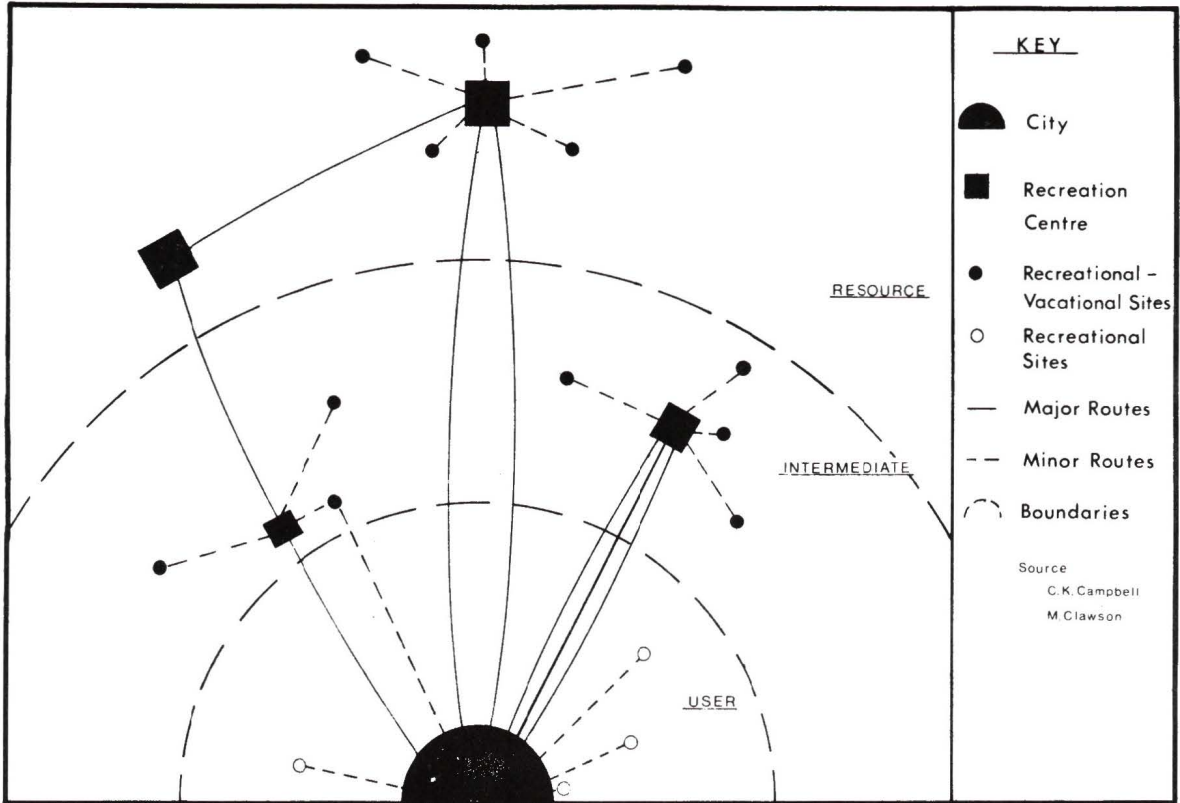 RESOURCE
INTERMEDIATE
USER
KEY
City
Recreation
Centre
Recreational -
Vacational Sites
Recreational
Sites
Major Routes
Minor Routes
Boundaries
Source
C.K.Campbell
M.Clawson